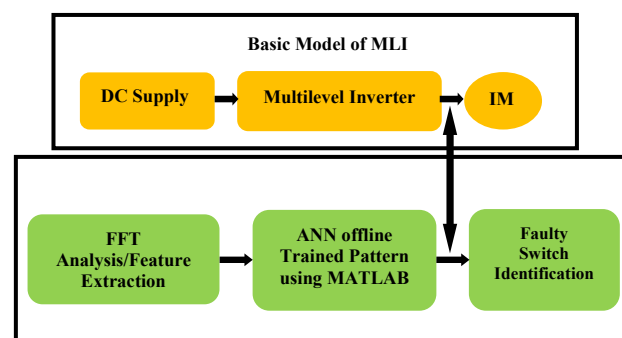 Basic Model of MLI
DC Supply
Multilevel Inverter
IM
FFT
Analysis/Feature
Extraction
ANN offline
Trained Pattern
using MATLAB
Faulty
Switch
Identification